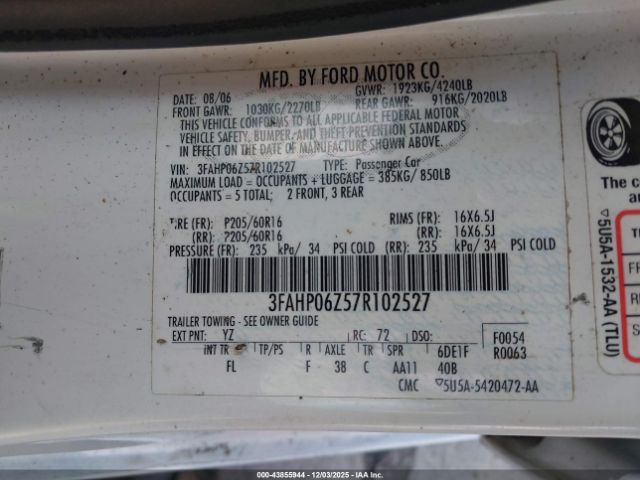 MFD. BY FORD MOTOR CO.
DATE: 08/06 GVWR: 1923KG/4240LB
FRONT GAWR: 1030KG/2270LB REAR GAWR: 916KG/2020LB
THIS VEHICLE CONFORMS TO ALL APPLICABLE FEDERAL MOTOR
VEHICLE SAFETY, BUMPER, AND THEFT PREVENTION STANDARDS
IN EFFECT ON THE DATE OF MANUFACTURE SHOWN ABOVE.
VIN: 3FAHP06Z57R102527 TYPE: Passenger Car
MAXIMUM LOAD = OCCUPANTS + LUGGAGE = 385KG/ 850LB
OCCUPANTS = 5 TOTAL: 2 FRONT, 3 REAR
TIRE (FR): P205/60R16 RIMS (FR): 16X6.5J
(RR): P205/60R16 (RR): 16X6.5J
PRESSURE (FR): 235 kPa/ 34 PSI COLD (RR): 235 kPa/ 34 PSI COLD
3FAHP06Z57R102527
TRAILER TOWING - SEE OWNER GUIDE
EXT PNT: YZ RC: 72 DSO: F0054
INT TR TP/PS R AXLE TR SPR 6DE1F R0063
FL F 38 C AA11 40B
CMC 5U5A-5420472-AA
The c
a
5U5A-1532-AA (TLU)
FF
© IAA 000-43855944 - 12/03/2025 - IAAI.COM